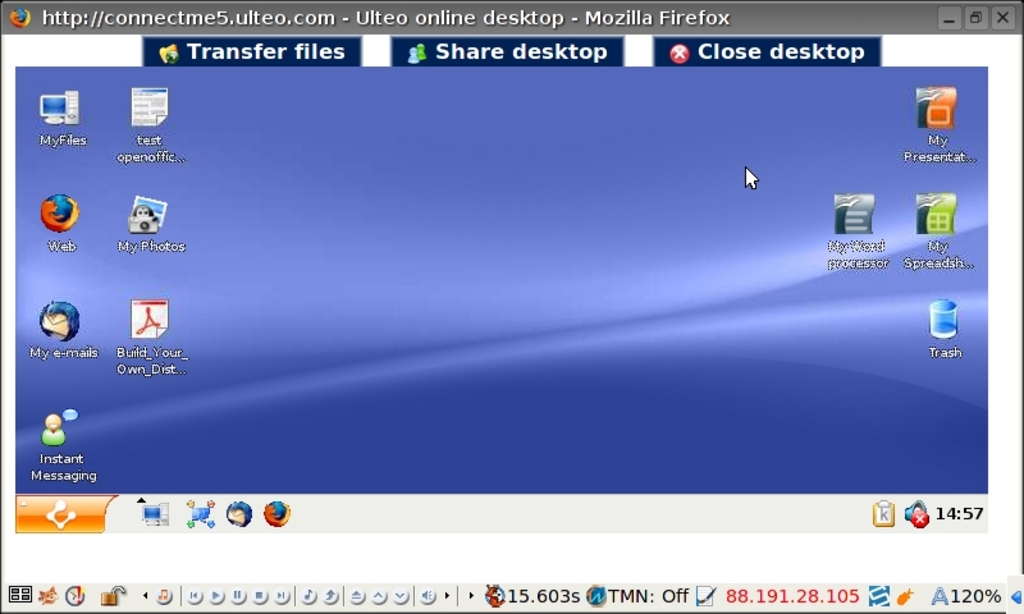 http://connectme5.ulteo.com - Ulteo online desktop - Mozilla Firefox
Transfer files
Share desktop
Close desktop
MyFiles
test
openoffic...
My
Presentat...
Web
My Photos
My Word
processor
My
Spreadsh...
My e-mails
Build_Your_
Own_Dist...
Trash
Instant
Messaging
14:57
15.603s
TMN: Off
88.191.28.105
120%